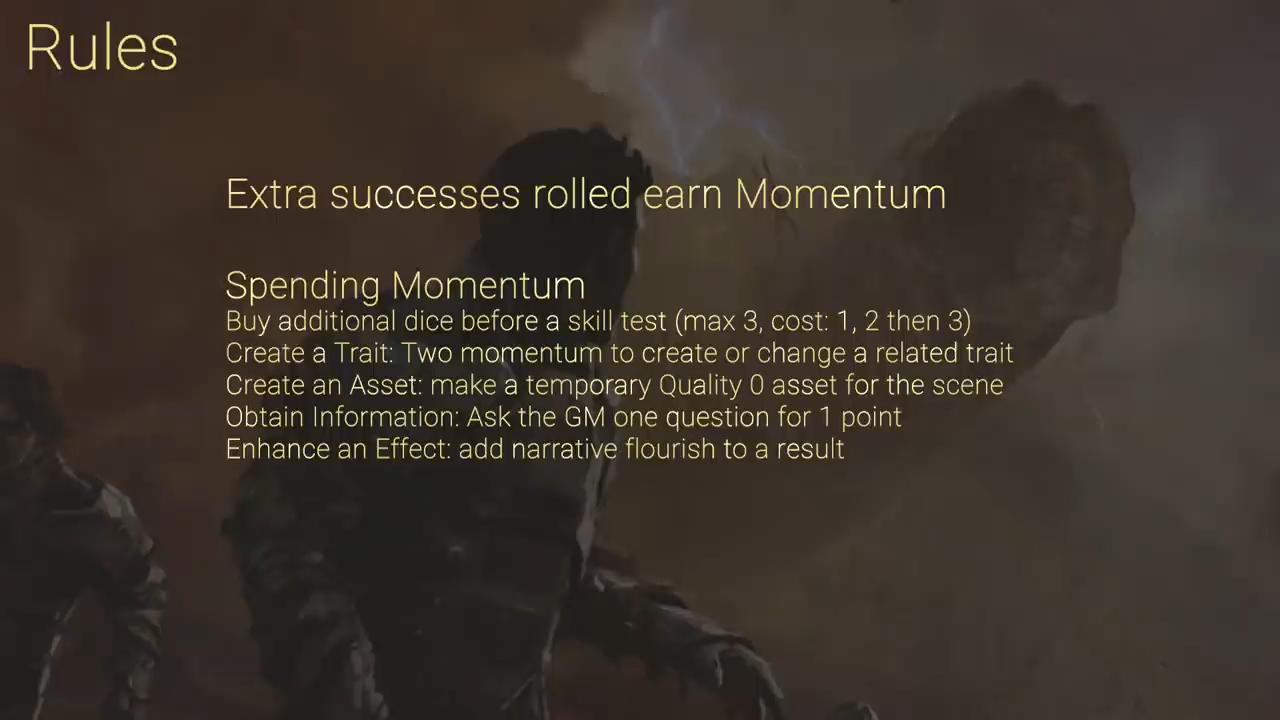 Rules
Extra successes rolled earn Momentum
Spending Momentum
Buy additional dice before a skill test (max 3, cost: 1, 2 then 3)
Create a Trait: Two momentum to create or change a related trait
Create an Asset: make a temporary Quality 0 asset for the scene
Obtain Information: Ask the GM one question for 1 point
Enhance an Effect: add narrative flourish to a result